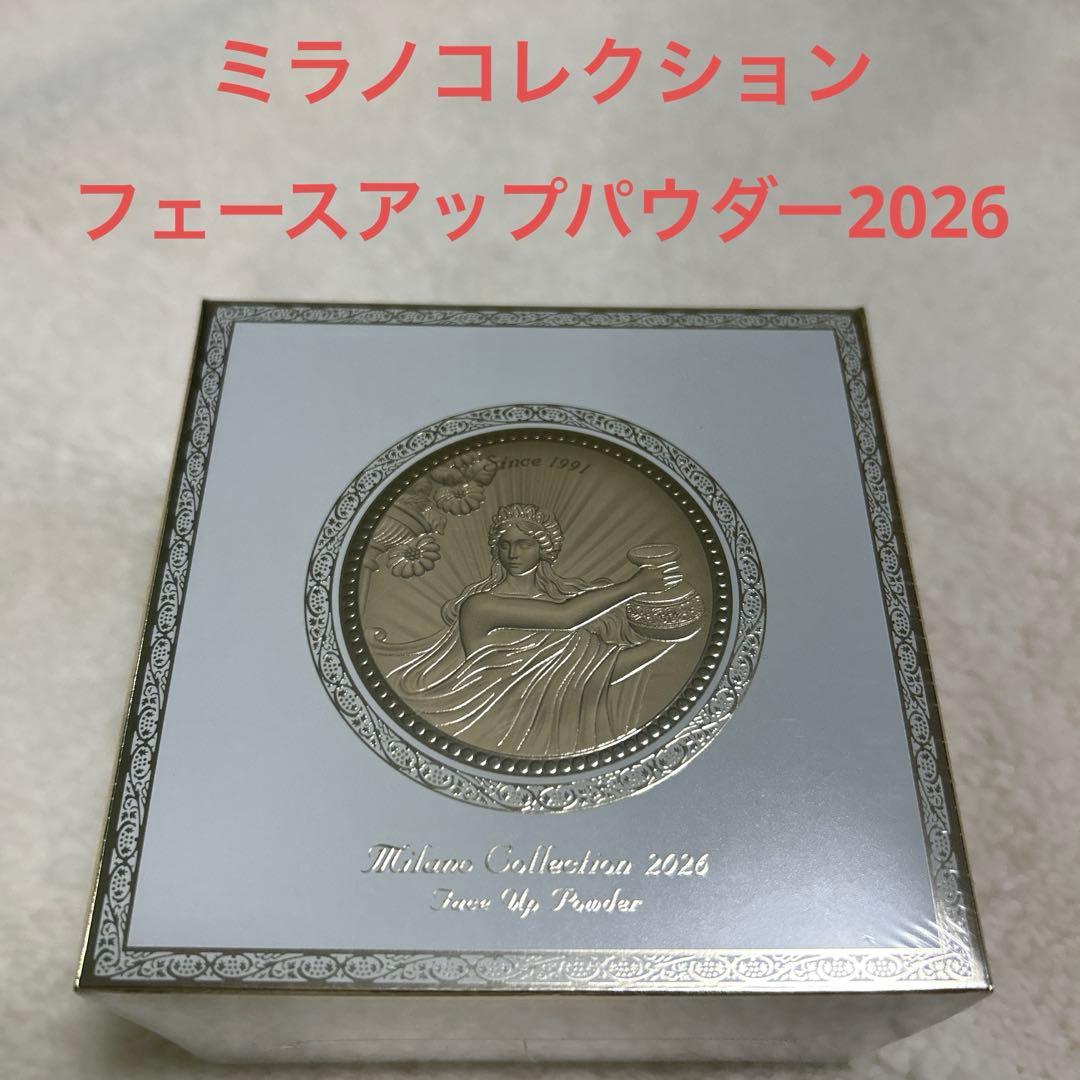 ミラノコレクション
フェースアップパウダー2026
Since 1991
Milano Collection 2026
Face Up Powder